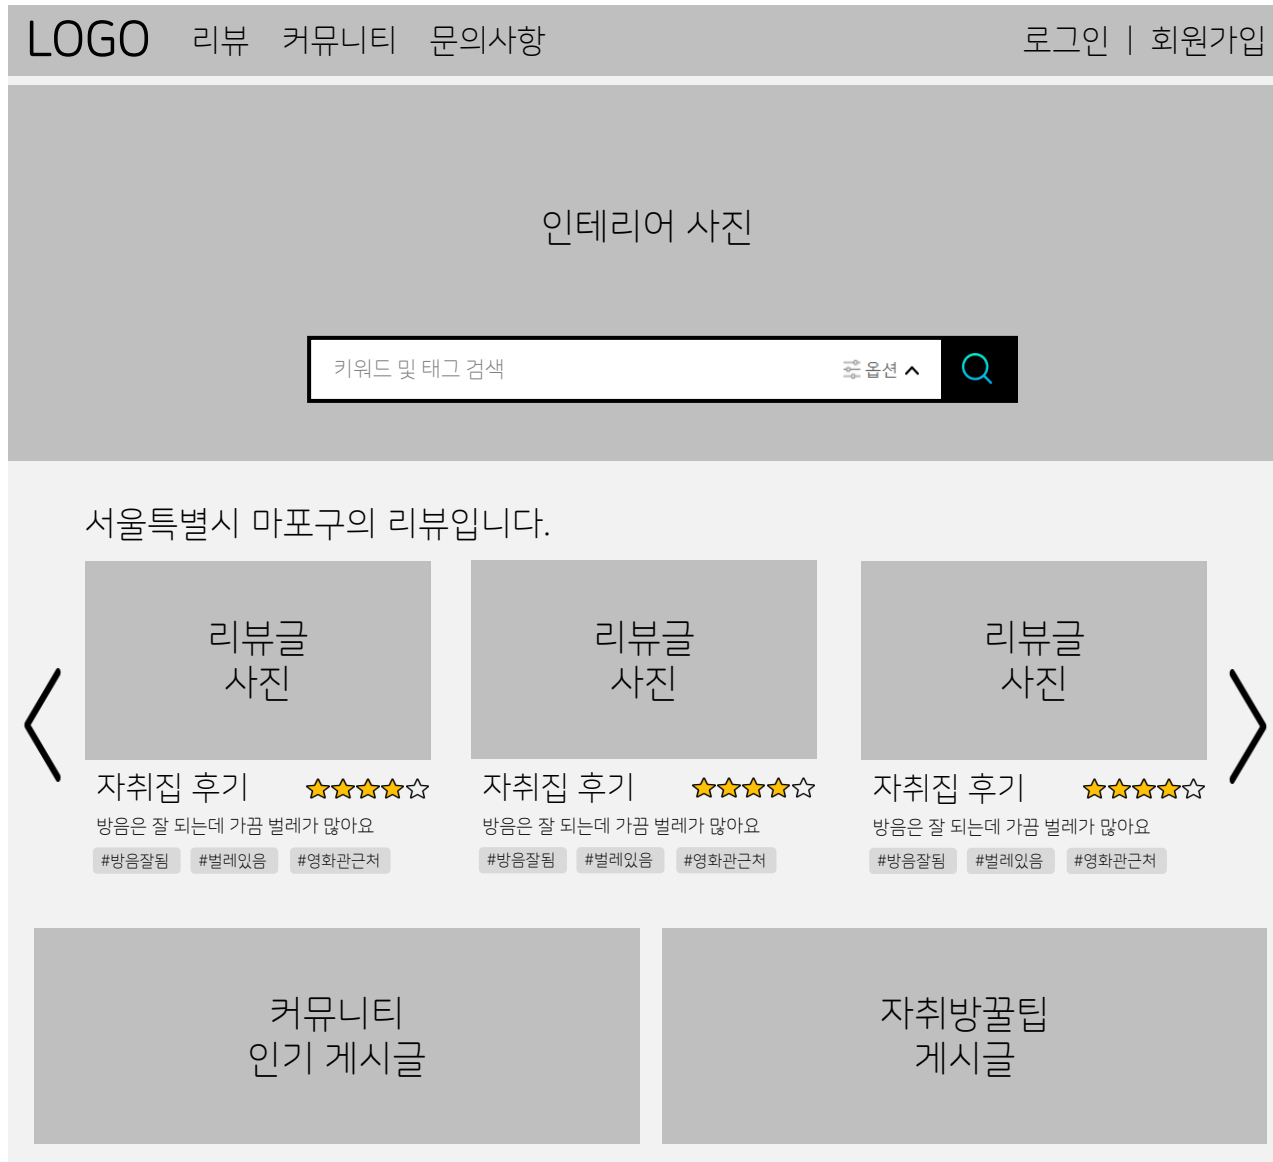 LOGO 리뷰 커뮤니티 문의사항 로그인 | 회원가입
인테리어 사진
키워드 및 태그 검색 옵션
서울특별시 마포구의 리뷰입니다.
리뷰글
사진
자취집 후기
방음은 잘 되는데 가끔 벌레가 많아요
#방음잘됨 #벌레있음 #영화관근처
리뷰글
사진
자취집 후기
방음은 잘 되는데 가끔 벌레가 많아요
#방음잘됨 #벌레있음 #영화관근처
리뷰글
사진
자취집 후기
방음은 잘 되는데 가끔 벌레가 많아요
#방음잘됨 #벌레있음 #영화관근처
커뮤니티
인기 게시글
자취방꿀팁
게시글